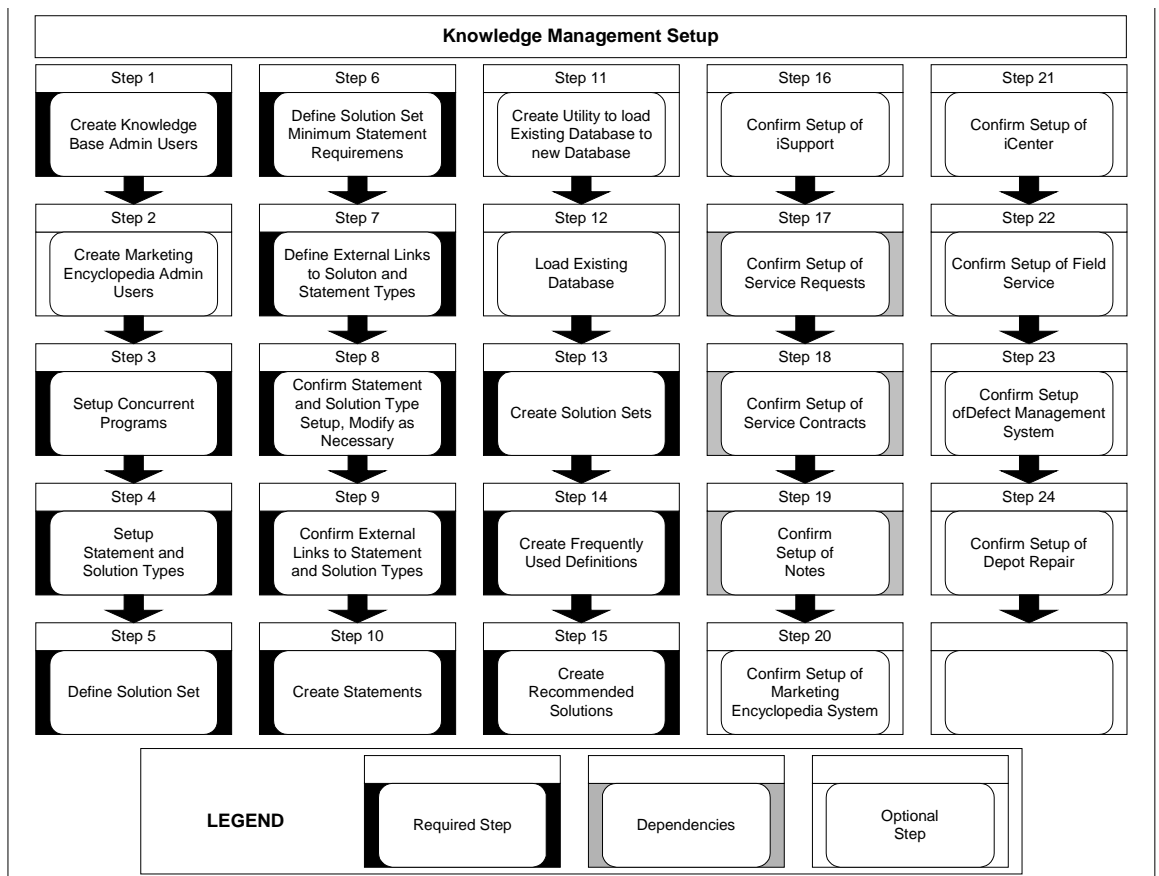 Knowledge Management Setup
Step 1
Create Knowledge
Base Admin Users
Step 2
Create Marketing
Encyclopedia Admin
Users
Step 3
Setup Concurrent
Programs
Step 4
Setup
Statement and
Solution Types
Step 5
Define Solution Set
Step 6
Define Solution Set
Minimum Statement
Requiremens
Step 7
Define External Links
to Soluton and
Statement Types
Step 8
Confirm Statement
and Solution Type
Setup, Modify as
Necessary
Step 9
Confirm External
Links to Statement
and Solution Types
Step 10
Create Statements
Step 11
Create Utility to load
Existing Database to
new Database
Step 12
Load Existing
Database
Step 13
Create Solution Sets
Step 14
Create Frequently
Used Definitions
Step 15
Create
Recommended
Solutions
Step 16
Confirm Setup of
iSupport
Step 17
Confirm Setup of
Service Requests
Step 18
Confirm Setup of
Service Contracts
Step 19
Confirm
Setup of
Notes
Step 20
Confirm Setup of
Marketing
Encyclopedia System
Step 21
Confirm Setup of
iCenter
Step 22
Confirm Setup of Field
Service
Step 23
Confirm Setup
ofDefect Management
System
Step 24
Confirm Setup of
Depot Repair
LEGEND
Required Step
Dependencies
Optional
Step